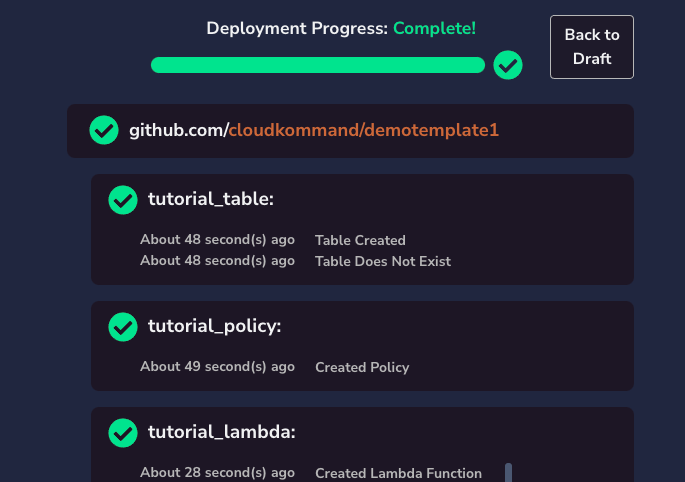 Deployment Progress: Complete!
Back to
Draft
github.com/cloudkommand/demotemplate1
tutorial_table:
About 48 second(s) ago Table Created
About 48 second(s) ago Table Does Not Exist
tutorial_policy:
About 49 second(s) ago Created Policy
tutorial_lambda:
About 28 second(s) ago Created Lambda Function